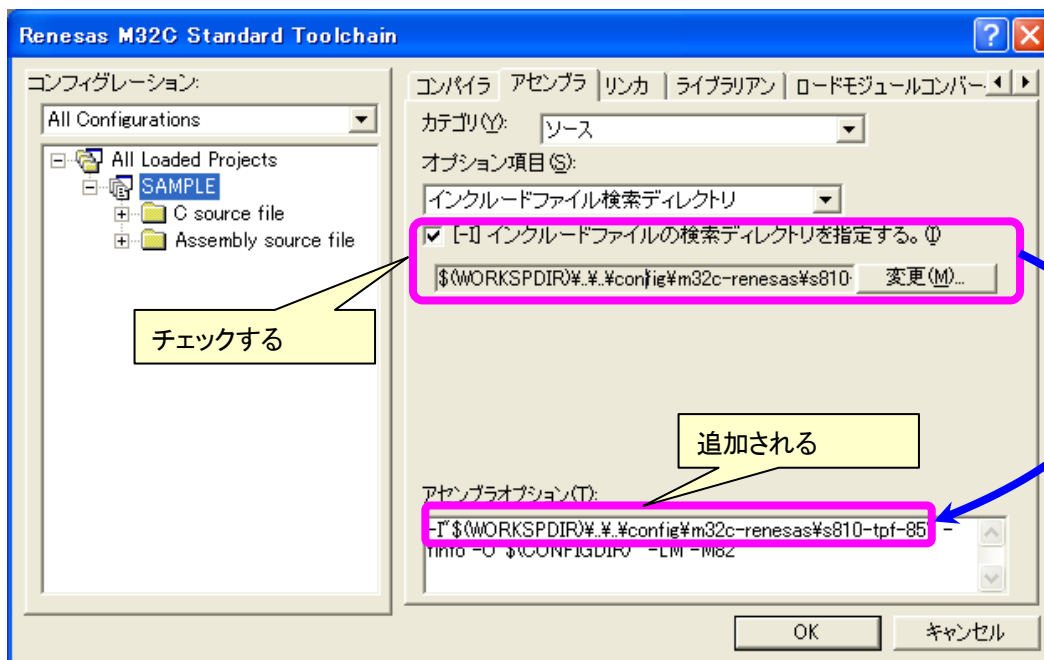 Renesas M32C Standard Toolchain
コンフィグレーション:
All Configurations
All Loaded Projects
SAMPLE
C source file
Assembly source file
コンパイラ アセンブラ リンカ ライブラリアン ロードモジュールコンバー
カテゴリ(Y):
ソース
オプション項目(S):
インクルードファイル検索ディレクトリ
[-I] インクルードファイルの検索ディレクトリを指定する。(I)
$(WORKSPDIR)¥..¥..¥config¥m32c-renesas¥s810-
変更(M)...
チェックする
追加される
アセンブラオプション(T):
-I"$(WORKSPDIR)¥..¥..¥config¥m32c-renesas¥s810-tpf-85" -
finfo -O"$(CONFIGDIR)" -LM -M82
OK
キャンセル